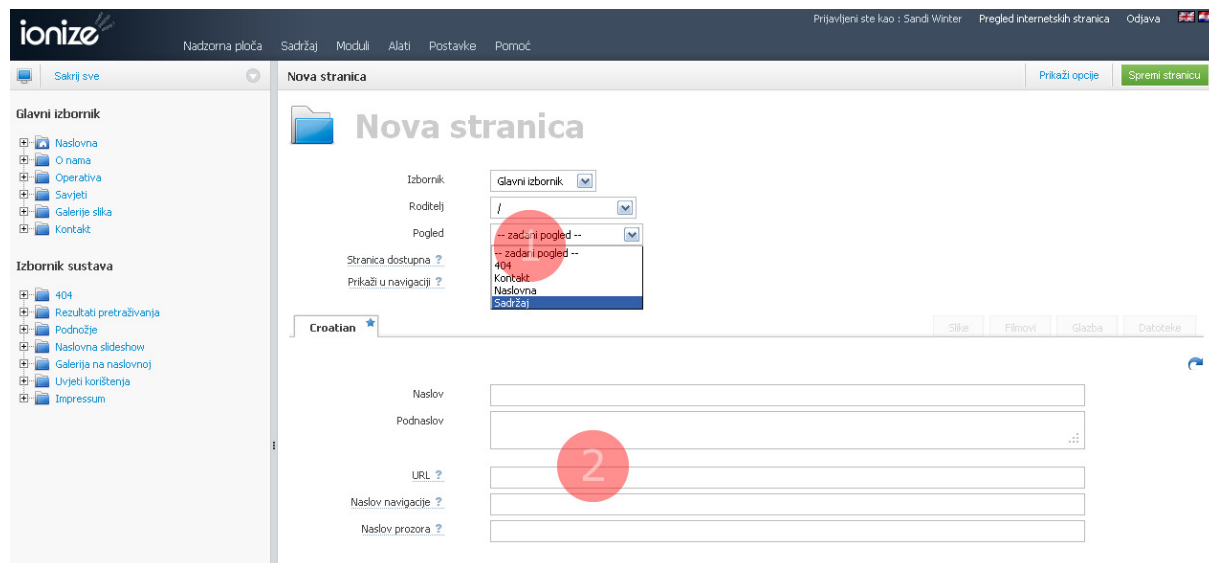 ionize
Prijavljeni ste kao : Sandi Winter Pregled internetskih stranica Odjava
Nadzorna ploča Sadržaj Moduli Alati Postavke Pomoć
Sakrij sve
Nova stranica
Prikaži opcije
Spremi stranicu
Glavni izbornik
Naslovna
O nama
Operativa
Savjeti
Galerije slika
Kontakt
Izbornik sustava
404
Rezultati pretraživanja
Podnožje
Naslovna slideshow
Galerija na naslovnoj
Uvjeti korištenja
Impressum
Nova stranica
Izbornik Glavni izbornik
Roditelj /
Pogled -- zadani pogled --
-- zadani pogled --
404
Kontakt
Naslovna
Sadržaj
1
Stranica dostupna ?
Prikaži u navigaciji ?
Croatian
Slike Filmovi Glazba Datoteke
Naslov
Podnaslov
2
URL ?
Naslov navigacije ?
Naslov prozora ?